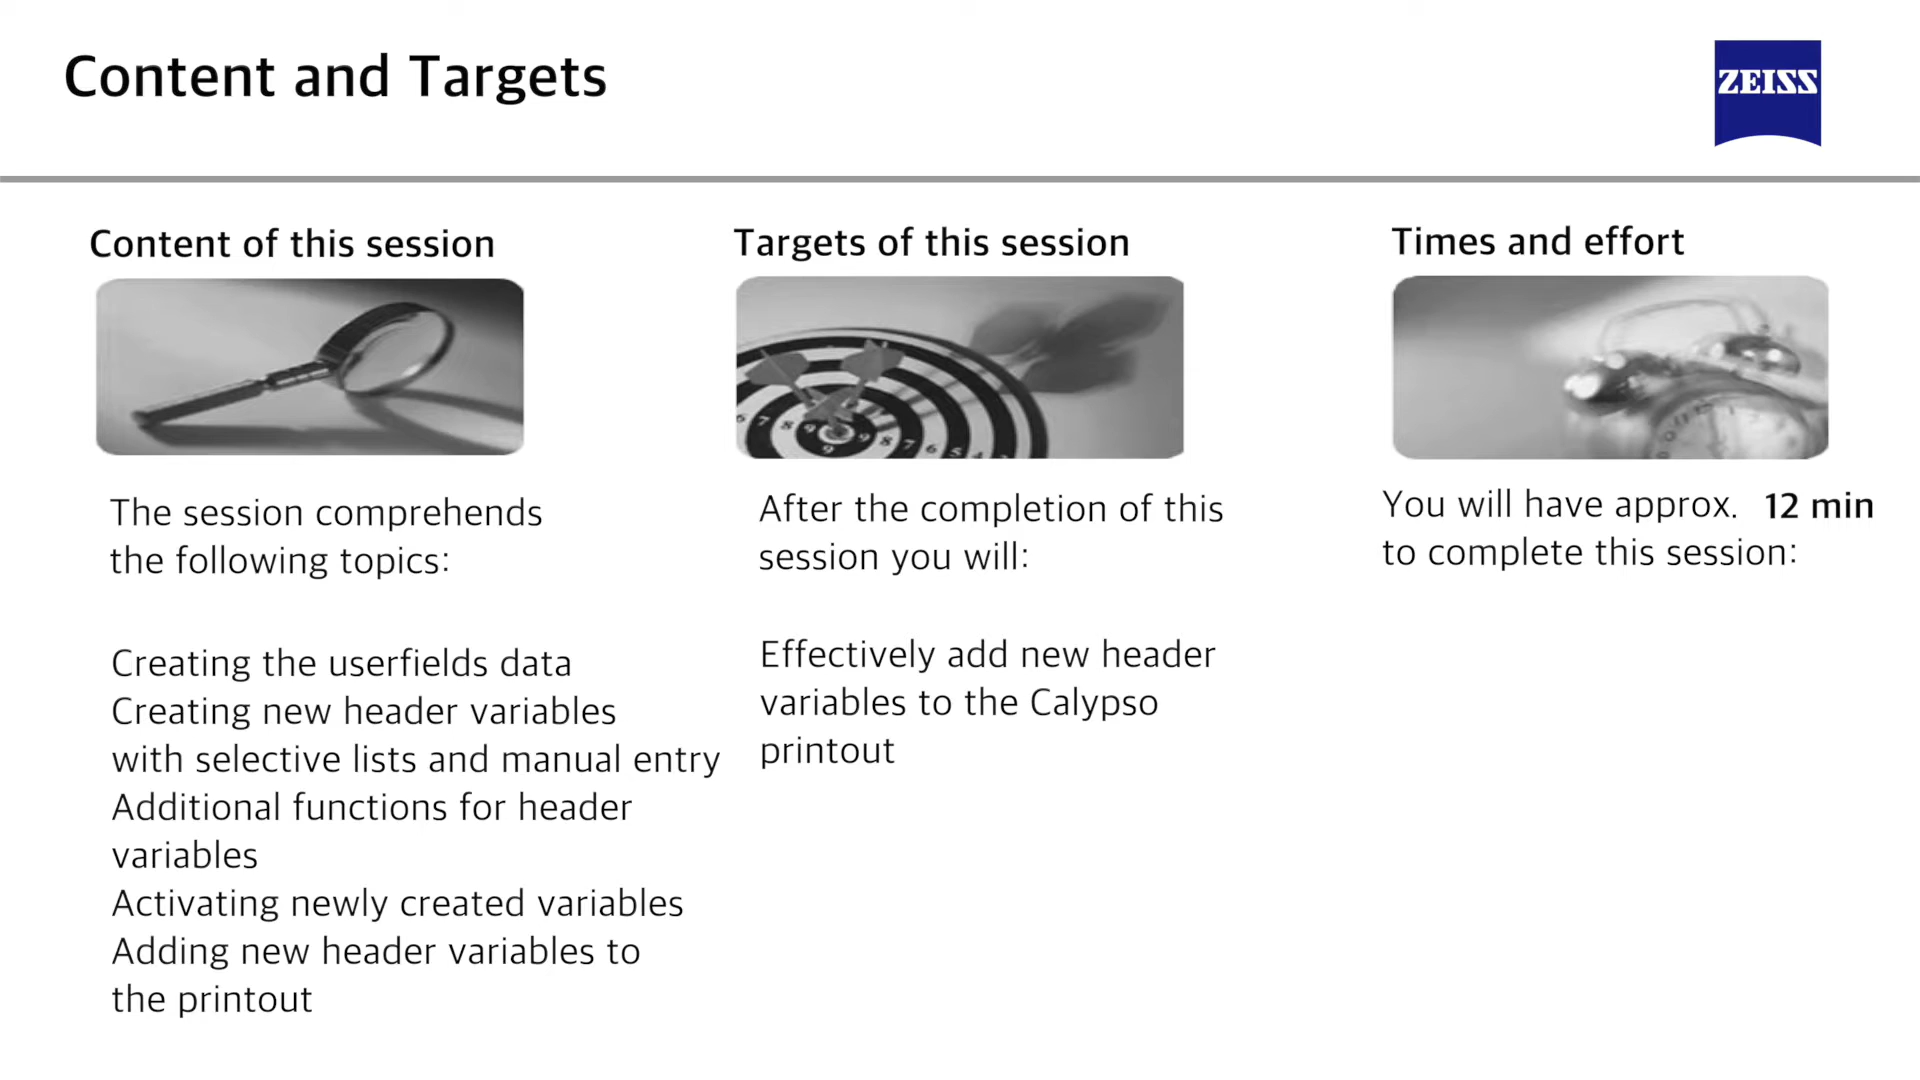 Content and Targets
ZEISS
Content of this session
The session comprehends
the following topics:
Creating the userfields data
Creating new header variables
with selective lists and manual entry
Additional functions for header
variables
Activating newly created variables
Adding new header variables to
the printout
Targets of this session
After the completion of this
session you will:
Effectively add new header
variables to the Calypso
printout
Times and effort
You will have approx. 12 min
to complete this session: